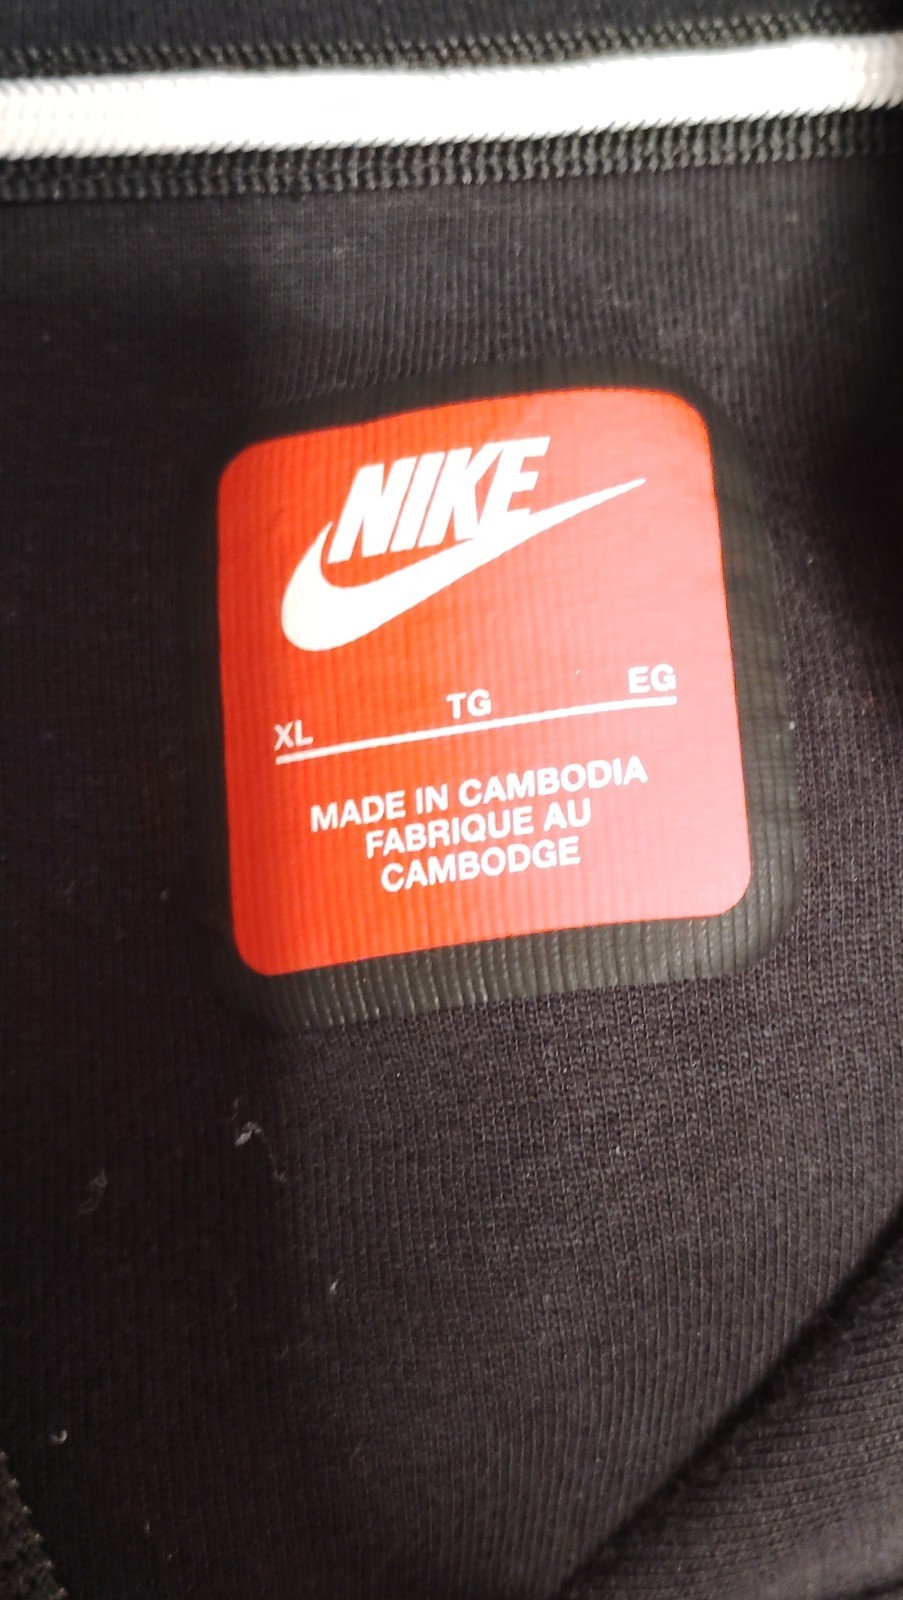 NIKE
XL TG EG
MADE IN CAMBODIA
FABRIQUE AU
CAMBODGE